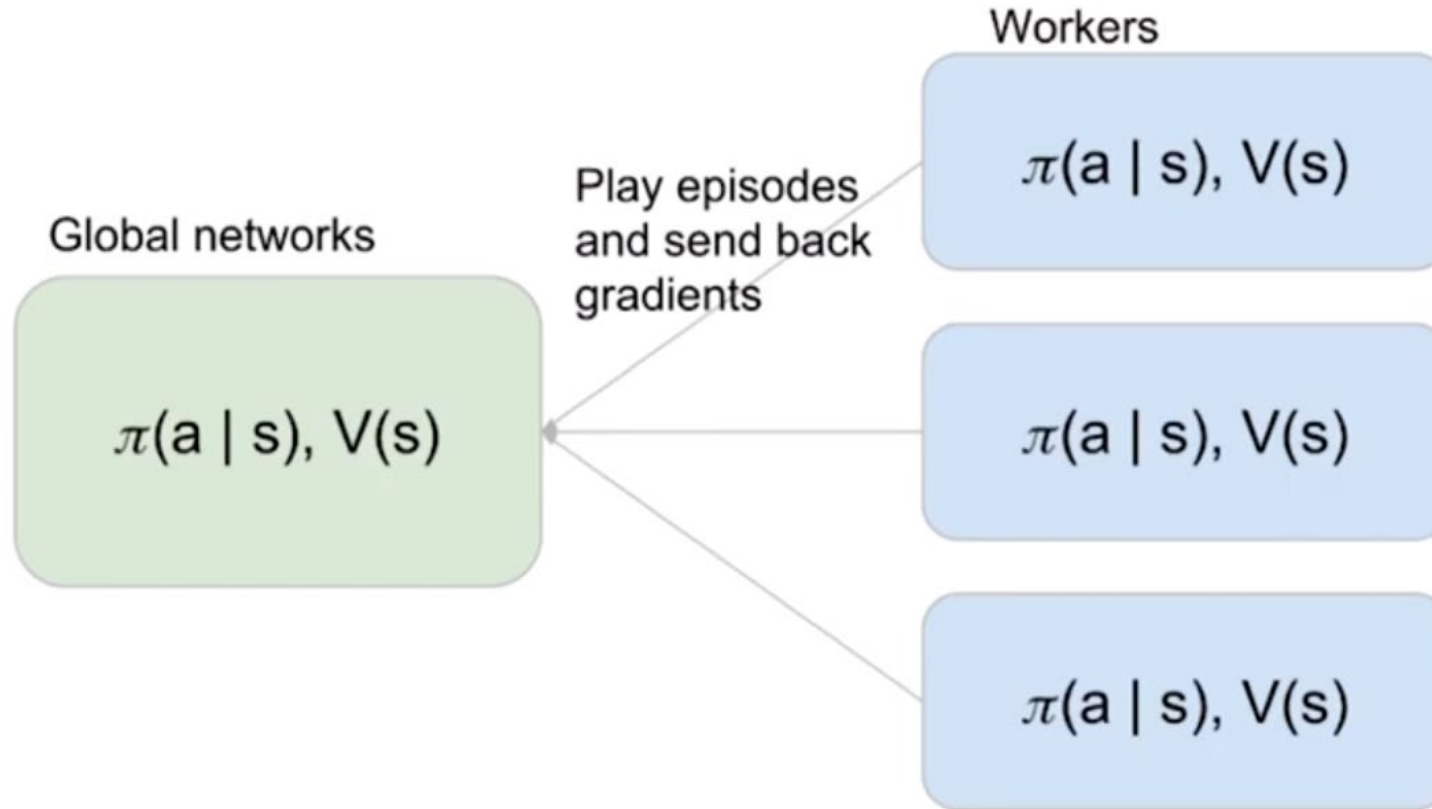 Workers
π(a | s), V(s)
Play episodes
and send back
gradients
Global networks
π(a | s), V(s)
π(a | s), V(s)
π(a | s), V(s)